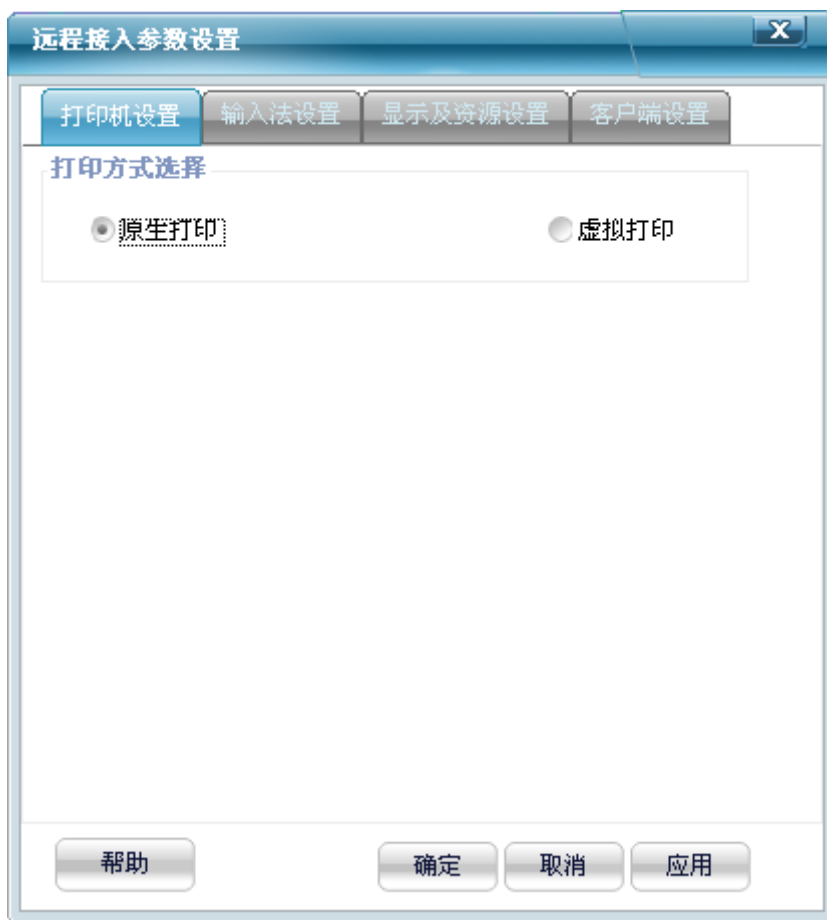 远程接入参数设置
打印机设置 输入法设置 显示及资源设置 客户端设置
打印方式选择
原生打印 虚拟打印
帮助 确定 取消 应用